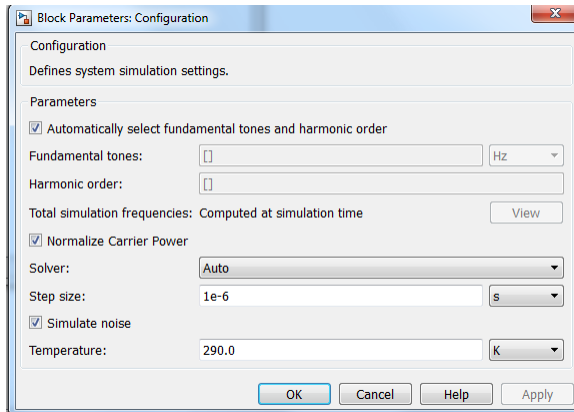 Block Parameters: Configuration
Configuration
Defines system simulation settings.
Parameters
Automatically select fundamental tones and harmonic order
Fundamental tones: [] Hz
Harmonic order: []
Total simulation frequencies: Computed at simulation time View
Normalize Carrier Power
Solver: Auto
Step size: 1e-6 s
Simulate noise
Temperature: 290.0 K
OK Cancel Help Apply